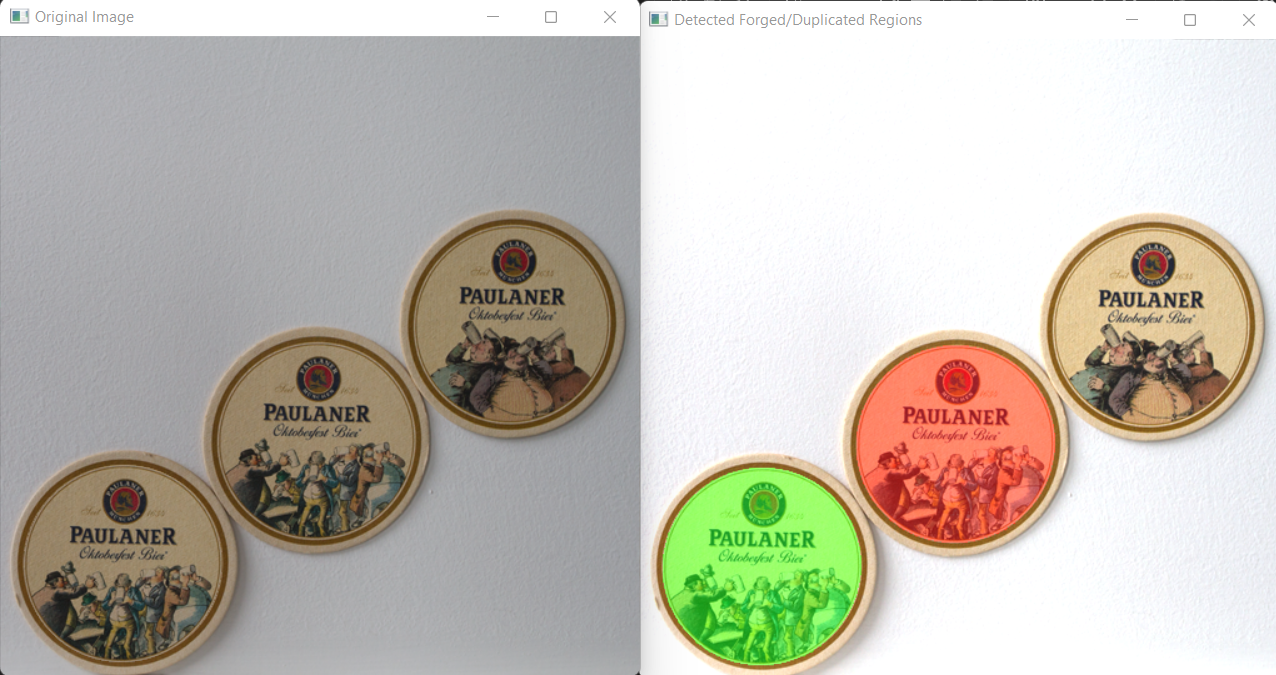 Original Image
PAULANER
MÜNCHEN
Seit 1634
PAULANER
Oktoberfest Bier
PAULANER
MÜNCHEN
Seit 1634
PAULANER
Oktoberfest Bier
PAULANER
MÜNCHEN
Seit 1634
PAULANER
Oktoberfest Bier
Detected Forged/Duplicated Regions
PAULANER
MÜNCHEN
Seit 1634
PAULANER
Oktoberfest Bier
PAULANER
MÜNCHEN
Seit 1634
PAULANER
Oktoberfest Bier
PAULANER
MÜNCHEN
Seit 1634
PAULANER
Oktoberfest Bier